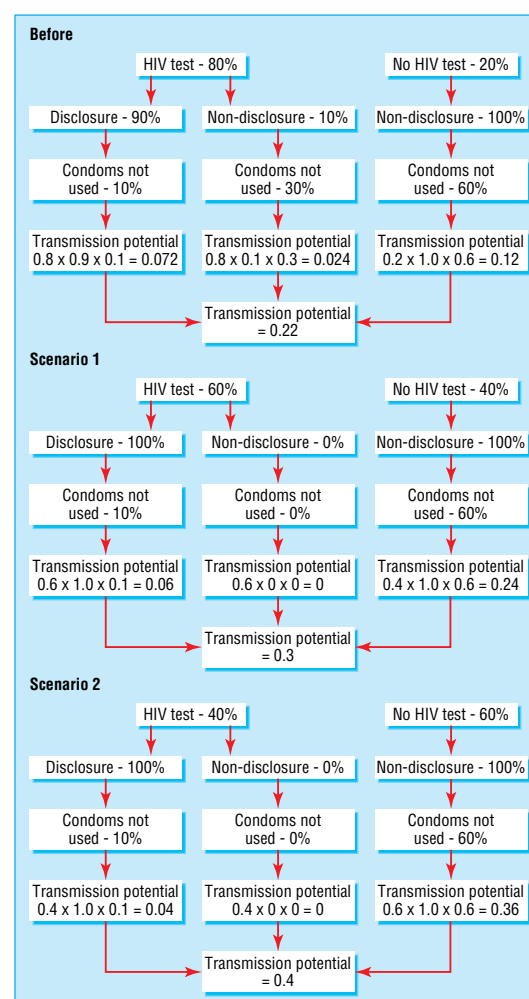 Before
HIV test - 80%
No HIV test - 20%
Disclosure - 90%
Non-disclosure - 10%
Non-disclosure - 100%
Condoms not
used - 10%
Condoms not
used - 30%
Condoms not
used - 60%
Transmission potential
0.8 x 0.9 x 0.1 = 0.072
Transmission potential
0.8 x 0.1 x 0.3 = 0.024
Transmission potential
0.2 x 1.0 x 0.6 = 0.12
Transmission potential
= 0.22
Scenario 1
HIV test - 60%
No HIV test - 40%
Disclosure - 100%
Non-disclosure - 0%
Non-disclosure - 100%
Condoms not
used - 10%
Condoms not
used - 0%
Condoms not
used - 60%
Transmission potential
0.6 x 1.0 x 0.1 = 0.06
Transmission potential
0.6 x 0 x 0 = 0
Transmission potential
0.4 x 1.0 x 0.6 = 0.24
Transmission potential
= 0.3
Scenario 2
HIV test - 40%
No HIV test - 60%
Disclosure - 100%
Non-disclosure - 0%
Non-disclosure - 100%
Condoms not
used - 10%
Condoms not
used - 0%
Condoms not
used - 60%
Transmission potential
0.4 x 1.0 x 0.1 = 0.04
Transmission potential
0.4 x 0 x 0 = 0
Transmission potential
0.6 x 1.0 x 0.6 = 0.36
Transmission potential
= 0.4